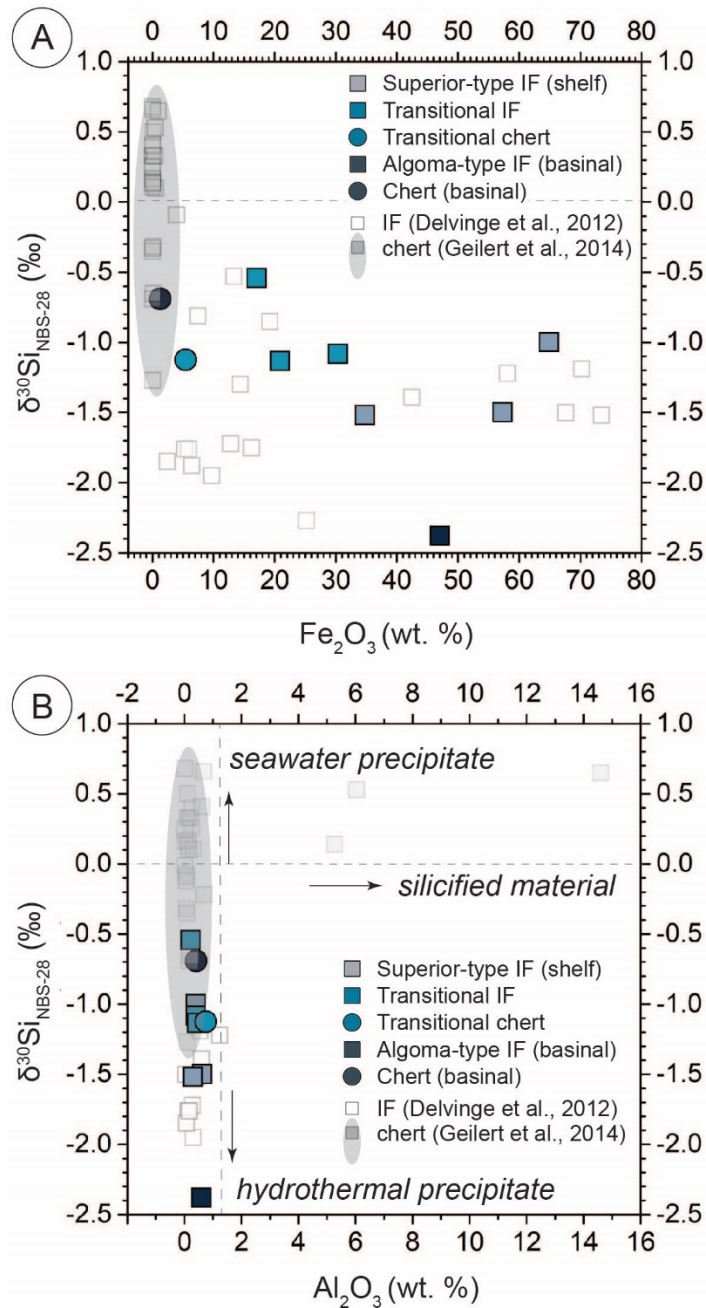 A
0 10 20 30 40 50 60 70 80
1.0 1.0
0.5 0.5
0.0 0.0
-0.5 -0.5
-1.0 -1.0
-1.5 -1.5
-2.0 -2.0
-2.5 -2.5
δ³⁰Si NBS-28 (‰)
Superior-type IF (shelf)
Transitional IF
Transitional chert
Algoma-type IF (basinal)
Chert (basinal)
IF (Delvinge et al., 2012)
chert (Geilert et al., 2014)
0 10 20 30 40 50 60 70 80
Fe₂O₃ (wt. %)
B
-2 0 2 4 6 8 10 12 14 16
1.0 1.0
0.5 0.5
0.0 0.0
-0.5 -0.5
-1.0 -1.0
-1.5 -1.5
-2.0 -2.0
-2.5 -2.5
δ³⁰Si NBS-28 (‰)
seawater precipitate
silicified material
Superior-type IF (shelf)
Transitional IF
Transitional chert
Algoma-type IF (basinal)
Chert (basinal)
IF (Delvinge et al., 2012)
chert (Geilert et al., 2014)
hydrothermal precipitate
-2 0 2 4 6 8 10 12 14 16
Al₂O₃ (wt. %)